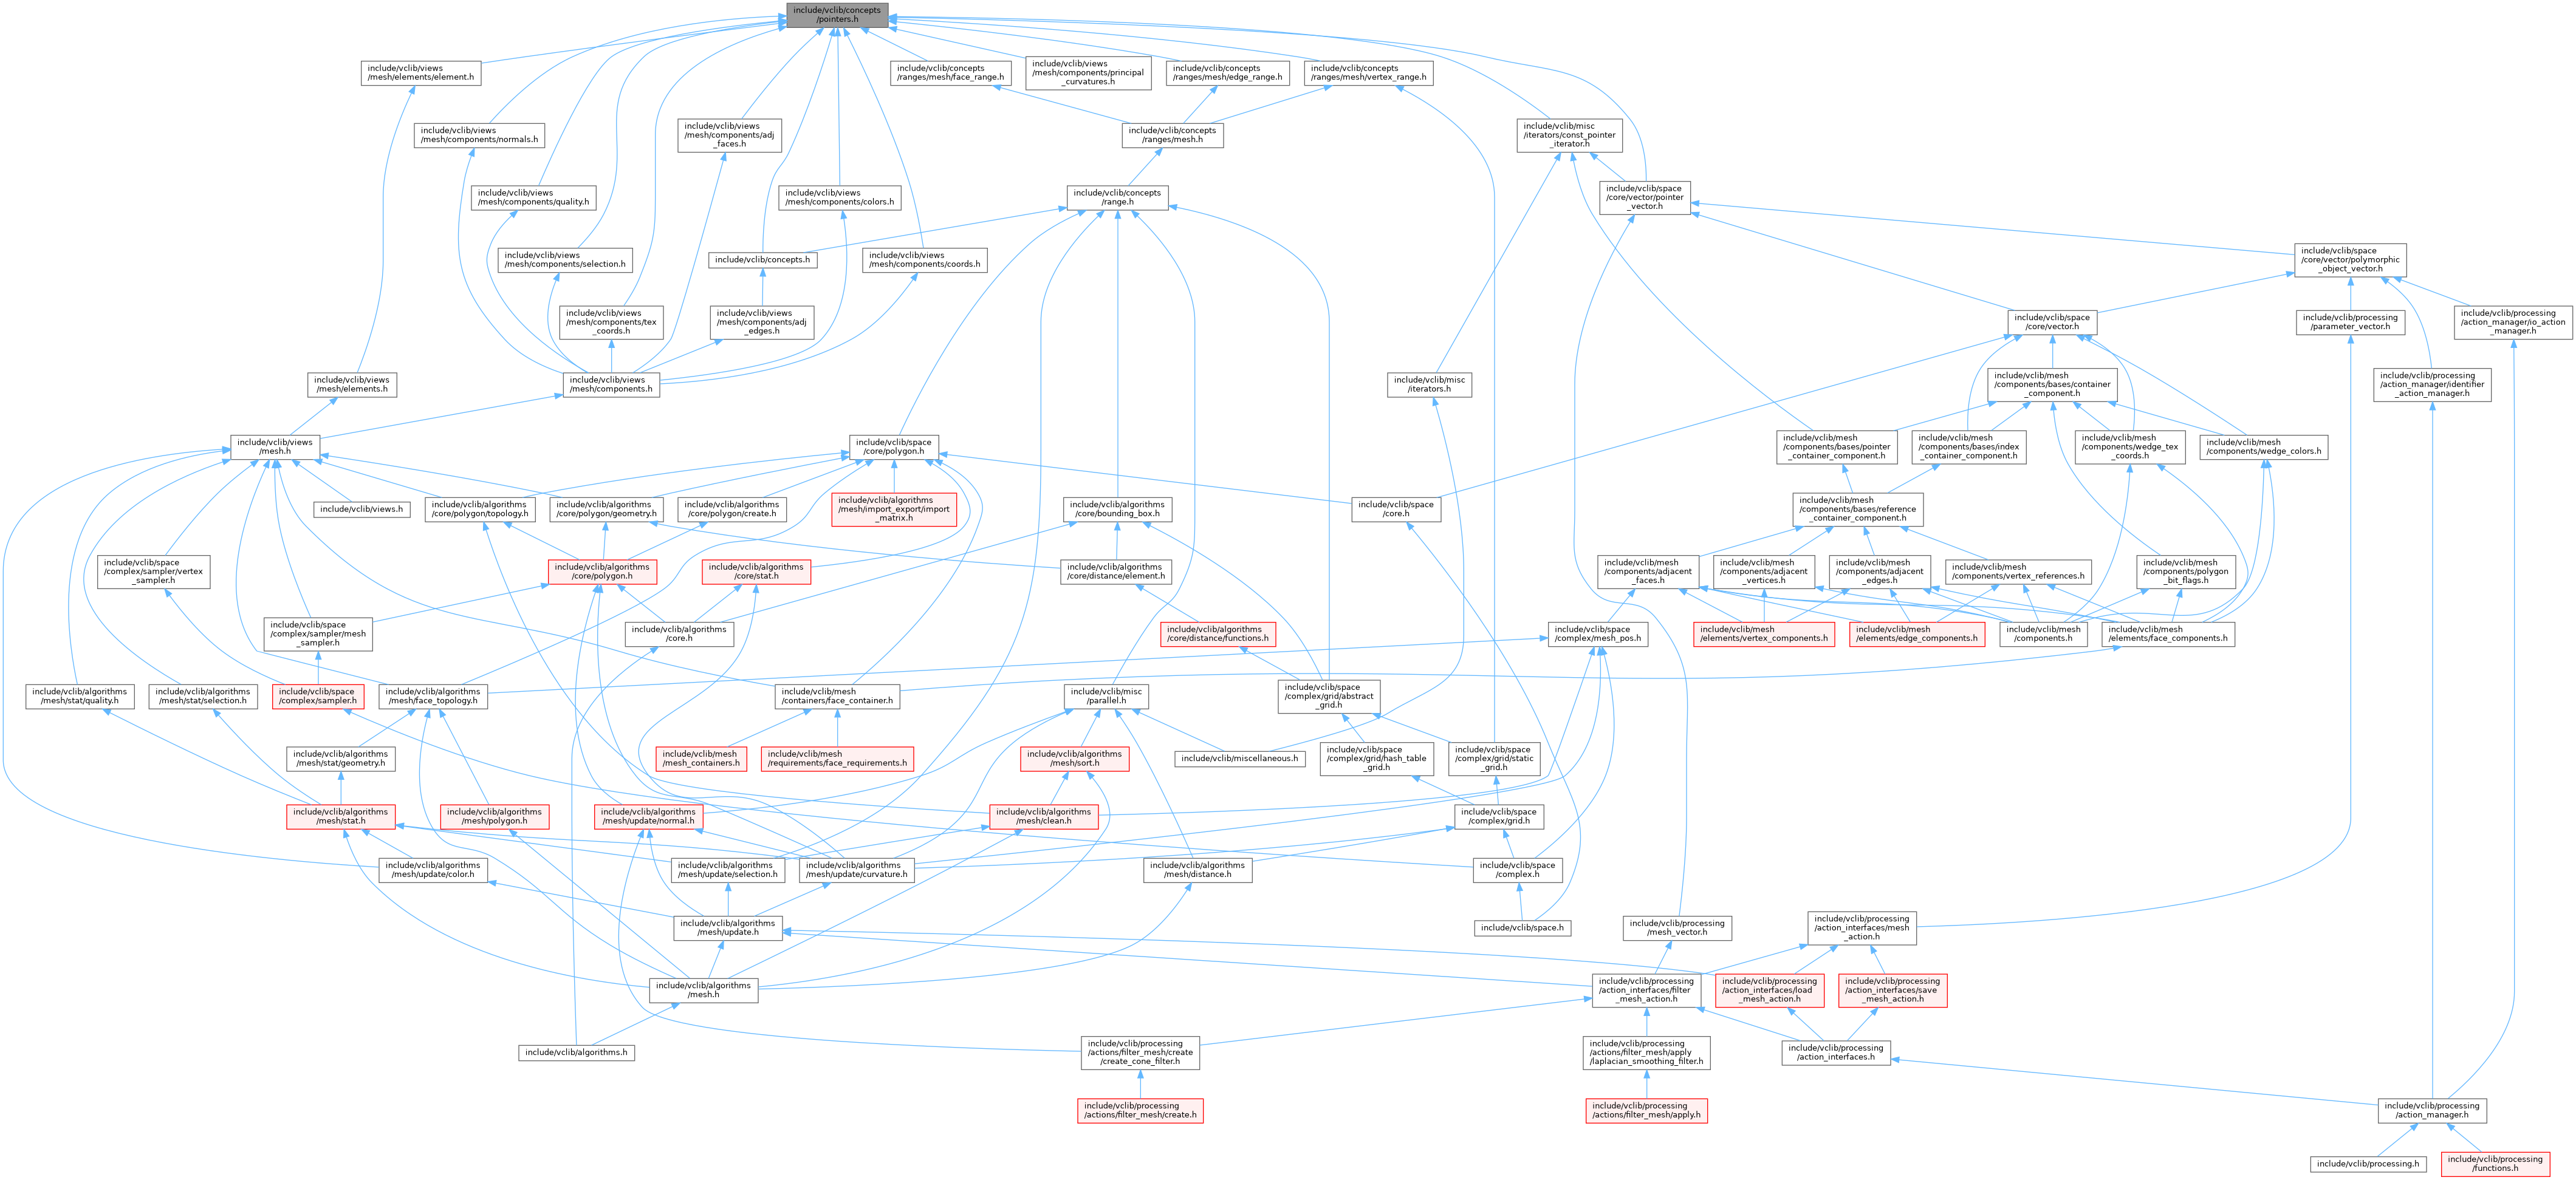 include/vclib/concepts
/pointers.h
include/vclib/views
/mesh/elements/element.h
include/vclib/concepts
/ranges/mesh/face_range.h
include/vclib/views
/mesh/components/principal
_curvatures.h
include/vclib/concepts
/ranges/mesh/edge_range.h
include/vclib/concepts
/ranges/mesh/vertex_range.h
include/vclib/views
/mesh/components/normals.h
include/vclib/views
/mesh/components/adj
_faces.h
include/vclib/concepts
/ranges/mesh.h
include/vclib/misc
/iterators/const_pointer
_iterator.h
include/vclib/views
/mesh/components/quality.h
include/vclib/views
/mesh/components/colors.h
include/vclib/concepts
/range.h
include/vclib/space
/core/vector/pointer
_vector.h
include/vclib/views
/mesh/components/selection.h
include/vclib/concepts.h
include/vclib/views
/mesh/components/coords.h
include/vclib/space
/core/vector/polymorphic
_object_vector.h
include/vclib/views
/mesh/components/tex
_coords.h
include/vclib/views
/mesh/components/adj
_edges.h
include/vclib/space
/core/vector.h
include/vclib/processing
/parameter_vector.h
include/vclib/processing
/action_manager/io_action
_manager.h
include/vclib/views
/mesh/elements.h
include/vclib/views
/mesh/components.h
include/vclib/misc
/iterators.h
include/vclib/mesh
/components/bases/container
_component.h
include/vclib/processing
/action_manager/identifier
_action_manager.h
include/vclib/views
/mesh.h
include/vclib/space
/core/polygon.h
include/vclib/mesh
/components/bases/pointer
_container_component.h
include/vclib/mesh
/components/bases/index
_container_component.h
include/vclib/mesh
/components/wedge_tex
_coords.h
include/vclib/mesh
/components/wedge_colors.h
include/vclib/views.h
include/vclib/algorithms
/core/polygon/topology.h
include/vclib/algorithms
/core/polygon/geometry.h
include/vclib/algorithms
/core/polygon/create.h
include/vclib/algorithms
/mesh/import_export/import
_matrix.h
include/vclib/algorithms
/core/bounding_box.h
include/vclib/space
/core.h
include/vclib/mesh
/components/bases/reference
_container_component.h
include/vclib/space
/complex/sampler/vertex
_sampler.h
include/vclib/algorithms
/core/polygon.h
include/vclib/algorithms
/core/stat.h
include/vclib/algorithms
/core/distance/element.h
include/vclib/mesh
/components/adjacent
_faces.h
include/vclib/mesh
/components/adjacent
_vertices.h
include/vclib/mesh
/components/adjacent
_edges.h
include/vclib/mesh
/components/vertex_references.h
include/vclib/mesh
/components/polygon
_bit_flags.h
include/vclib/space
/complex/sampler/mesh
_sampler.h
include/vclib/algorithms
/core.h
include/vclib/algorithms
/core/distance/functions.h
include/vclib/space
/complex/mesh_pos.h
include/vclib/mesh
/elements/vertex_components.h
include/vclib/mesh
/elements/edge_components.h
include/vclib/mesh
/components.h
include/vclib/mesh
/elements/face_components.h
include/vclib/algorithms
/mesh/stat/quality.h
include/vclib/algorithms
/mesh/stat/selection.h
include/vclib/space
/complex/sampler.h
include/vclib/algorithms
/mesh/face_topology.h
include/vclib/mesh
/containers/face_container.h
include/vclib/misc
/parallel.h
include/vclib/space
/complex/grid/abstract
_grid.h
include/vclib/algorithms
/mesh/stat/geometry.h
include/vclib/mesh
/mesh_containers.h
include/vclib/mesh
/requirements/face_requirements.h
include/vclib/algorithms
/mesh/sort.h
include/vclib/miscellaneous.h
include/vclib/space
/complex/grid/hash_table
_grid.h
include/vclib/space
/complex/grid/static
_grid.h
include/vclib/algorithms
/mesh/stat.h
include/vclib/algorithms
/mesh/polygon.h
include/vclib/algorithms
/mesh/update/normal.h
include/vclib/algorithms
/mesh/clean.h
include/vclib/space
/complex/grid.h
include/vclib/algorithms
/mesh/update/color.h
include/vclib/algorithms
/mesh/update/selection.h
include/vclib/algorithms
/mesh/update/curvature.h
include/vclib/algorithms
/mesh/distance.h
include/vclib/space
/complex.h
include/vclib/algorithms
/mesh/update.h
include/vclib/space.h
include/vclib/processing
/mesh_vector.h
include/vclib/processing
/action_interfaces/mesh
_action.h
include/vclib/algorithms
/mesh.h
include/vclib/processing
/action_interfaces/filter
_mesh_action.h
include/vclib/processing
/action_interfaces/load
_mesh_action.h
include/vclib/processing
/action_interfaces/save
_mesh_action.h
include/vclib/algorithms.h
include/vclib/processing
/actions/filter_mesh/create
/create_cone_filter.h
include/vclib/processing
/actions/filter_mesh/apply
/laplacian_smoothing_filter.h
include/vclib/processing
/action_interfaces.h
include/vclib/processing
/actions/filter_mesh/create.h
include/vclib/processing
/actions/filter_mesh/apply.h
include/vclib/processing
/action_manager.h
include/vclib/processing.h
include/vclib/processing
/functions.h